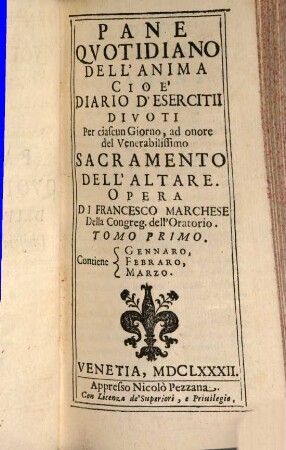 PANE
QVOTIDIANO
DELL'ANIMA
CIOE'
DIARIO D'ESERCITII
DIVOTI
Per ciascun Giorno, ad onore
del Venerabilissimo
SACRAMENTO
DELL'ALTARE.
OPERA
DI FRANCESCO MARCHESE
Della Congreg. dell'Oratorio.
TOMO PRIMO.
Contiene { GENNARO,
FEBRARO,
MARZO.
VENETIA, MDCLXXXII.
Appresso Nicolò Pezzana.
Con Licenza de' Superiori, e Privilegio.